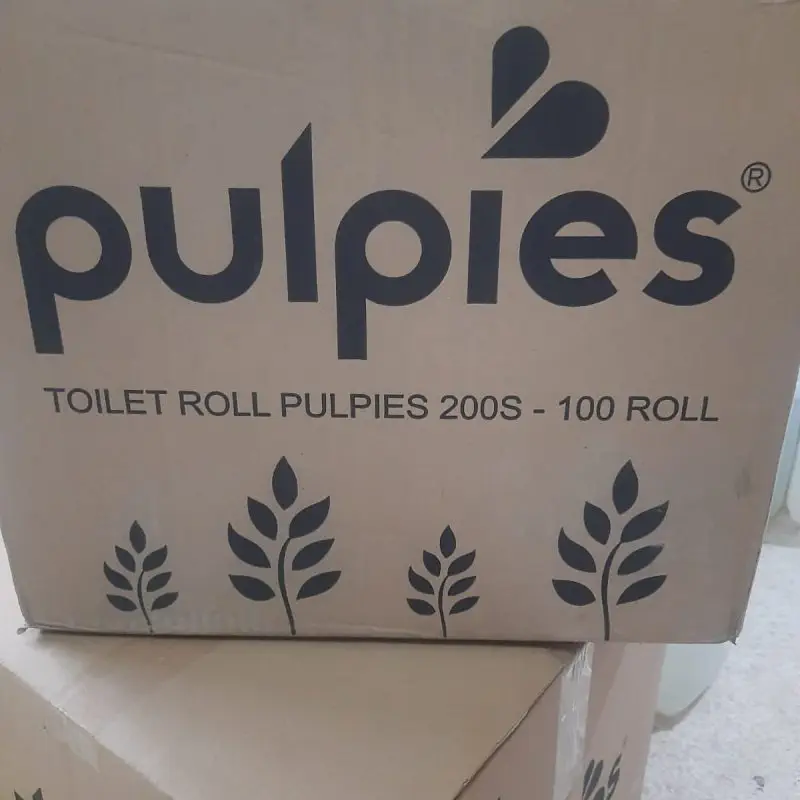 pulpies®
TOILET ROLL PULPIES 200S - 100 ROLL